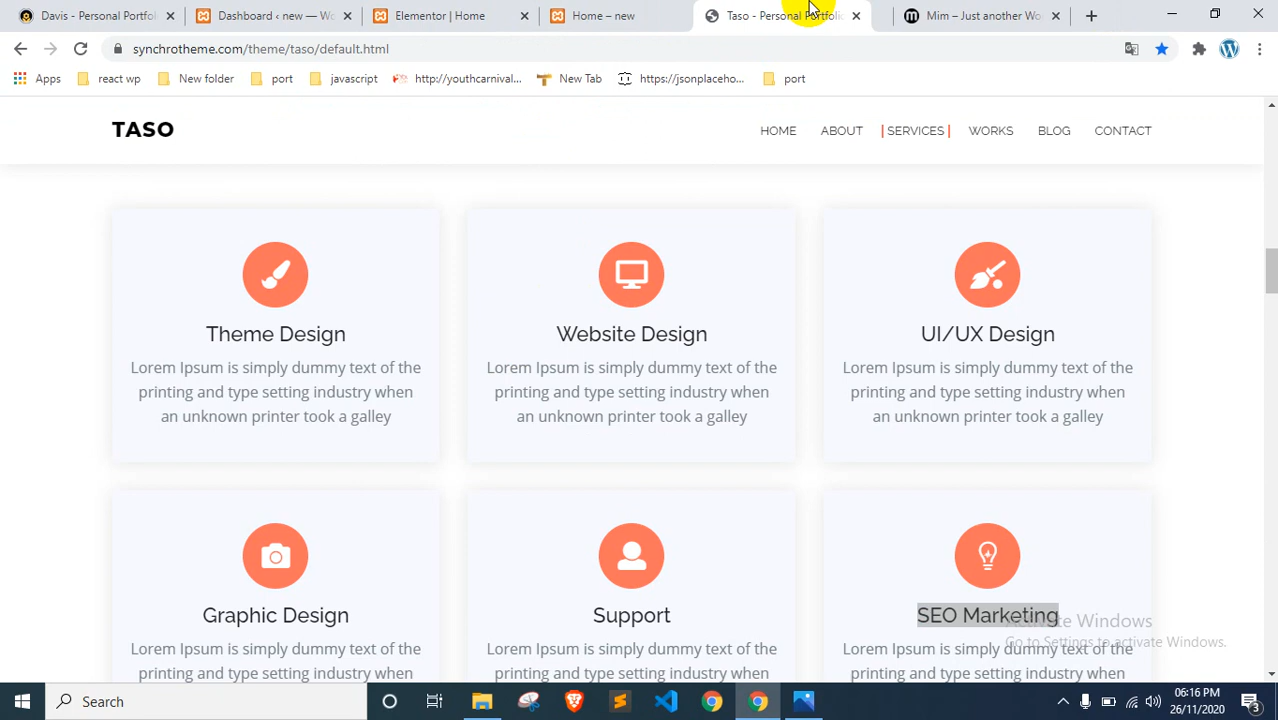 Davis - Personal Portfo
Dashboard ‹ new — W
Elementor | Home
Home – new
Taso - Personal Portfolio
Mim – Just another Wo
synchrotheme.com/theme/taso/default.html
Apps
react wp
New folder
port
javascript
http://youthcarnival...
New Tab
https://jsonplaceho...
port
TASO
HOME
ABOUT
| SERVICES |
WORKS
BLOG
CONTACT
Theme Design
Lorem Ipsum is simply dummy text of the
printing and type setting industry when
an unknown printer took a galley
Website Design
Lorem Ipsum is simply dummy text of the
printing and type setting industry when
an unknown printer took a galley
UI/UX Design
Lorem Ipsum is simply dummy text of the
printing and type setting industry when
an unknown printer took a galley
Graphic Design
Lorem Ipsum is simply dummy text of the
printing and type setting industry when
Support
Lorem Ipsum is simply dummy text of the
printing and type setting industry when
SEO Marketing
Lorem Ipsum is simply dummy text of the
printing and type setting industry when
Activate Windows
Go to Settings to activate Windows.
Search
06:16 PM
26/11/2020
3